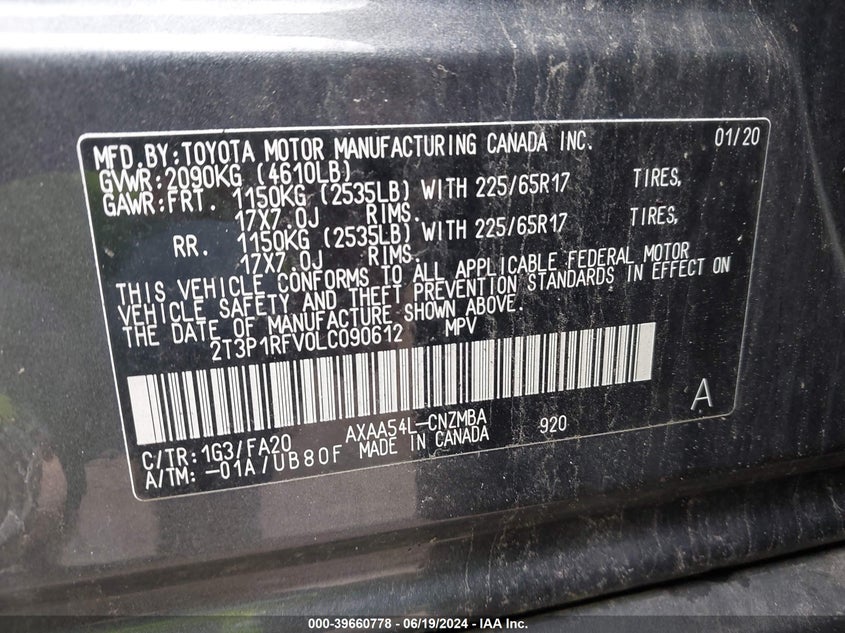 MFD.BY:TOYOTA MOTOR MANUFACTURING CANADA INC. 01/20
GVWR:2090KG (4610LB)
GAWR:FRT. 1150KG (2535LB) WITH 225/65R17 TIRES,
17X7.0J RIMS.
RR. 1150KG (2535LB) WITH 225/65R17 TIRES,
17X7.0J RIMS.
THIS VEHICLE CONFORMS TO ALL APPLICABLE FEDERAL MOTOR
VEHICLE SAFETY AND THEFT PREVENTION STANDARDS IN EFFECT ON
THE DATE OF MANUFACTURE SHOWN ABOVE.
2T3P1RFV0LC090612 MPV
A
AXAA54L-CNZMBA 920
C/TR:1G3/FA20 MADE IN CANADA
A/TM:-01A/UB80F
000-39660778 - 06/19/2024 - IAA Inc.